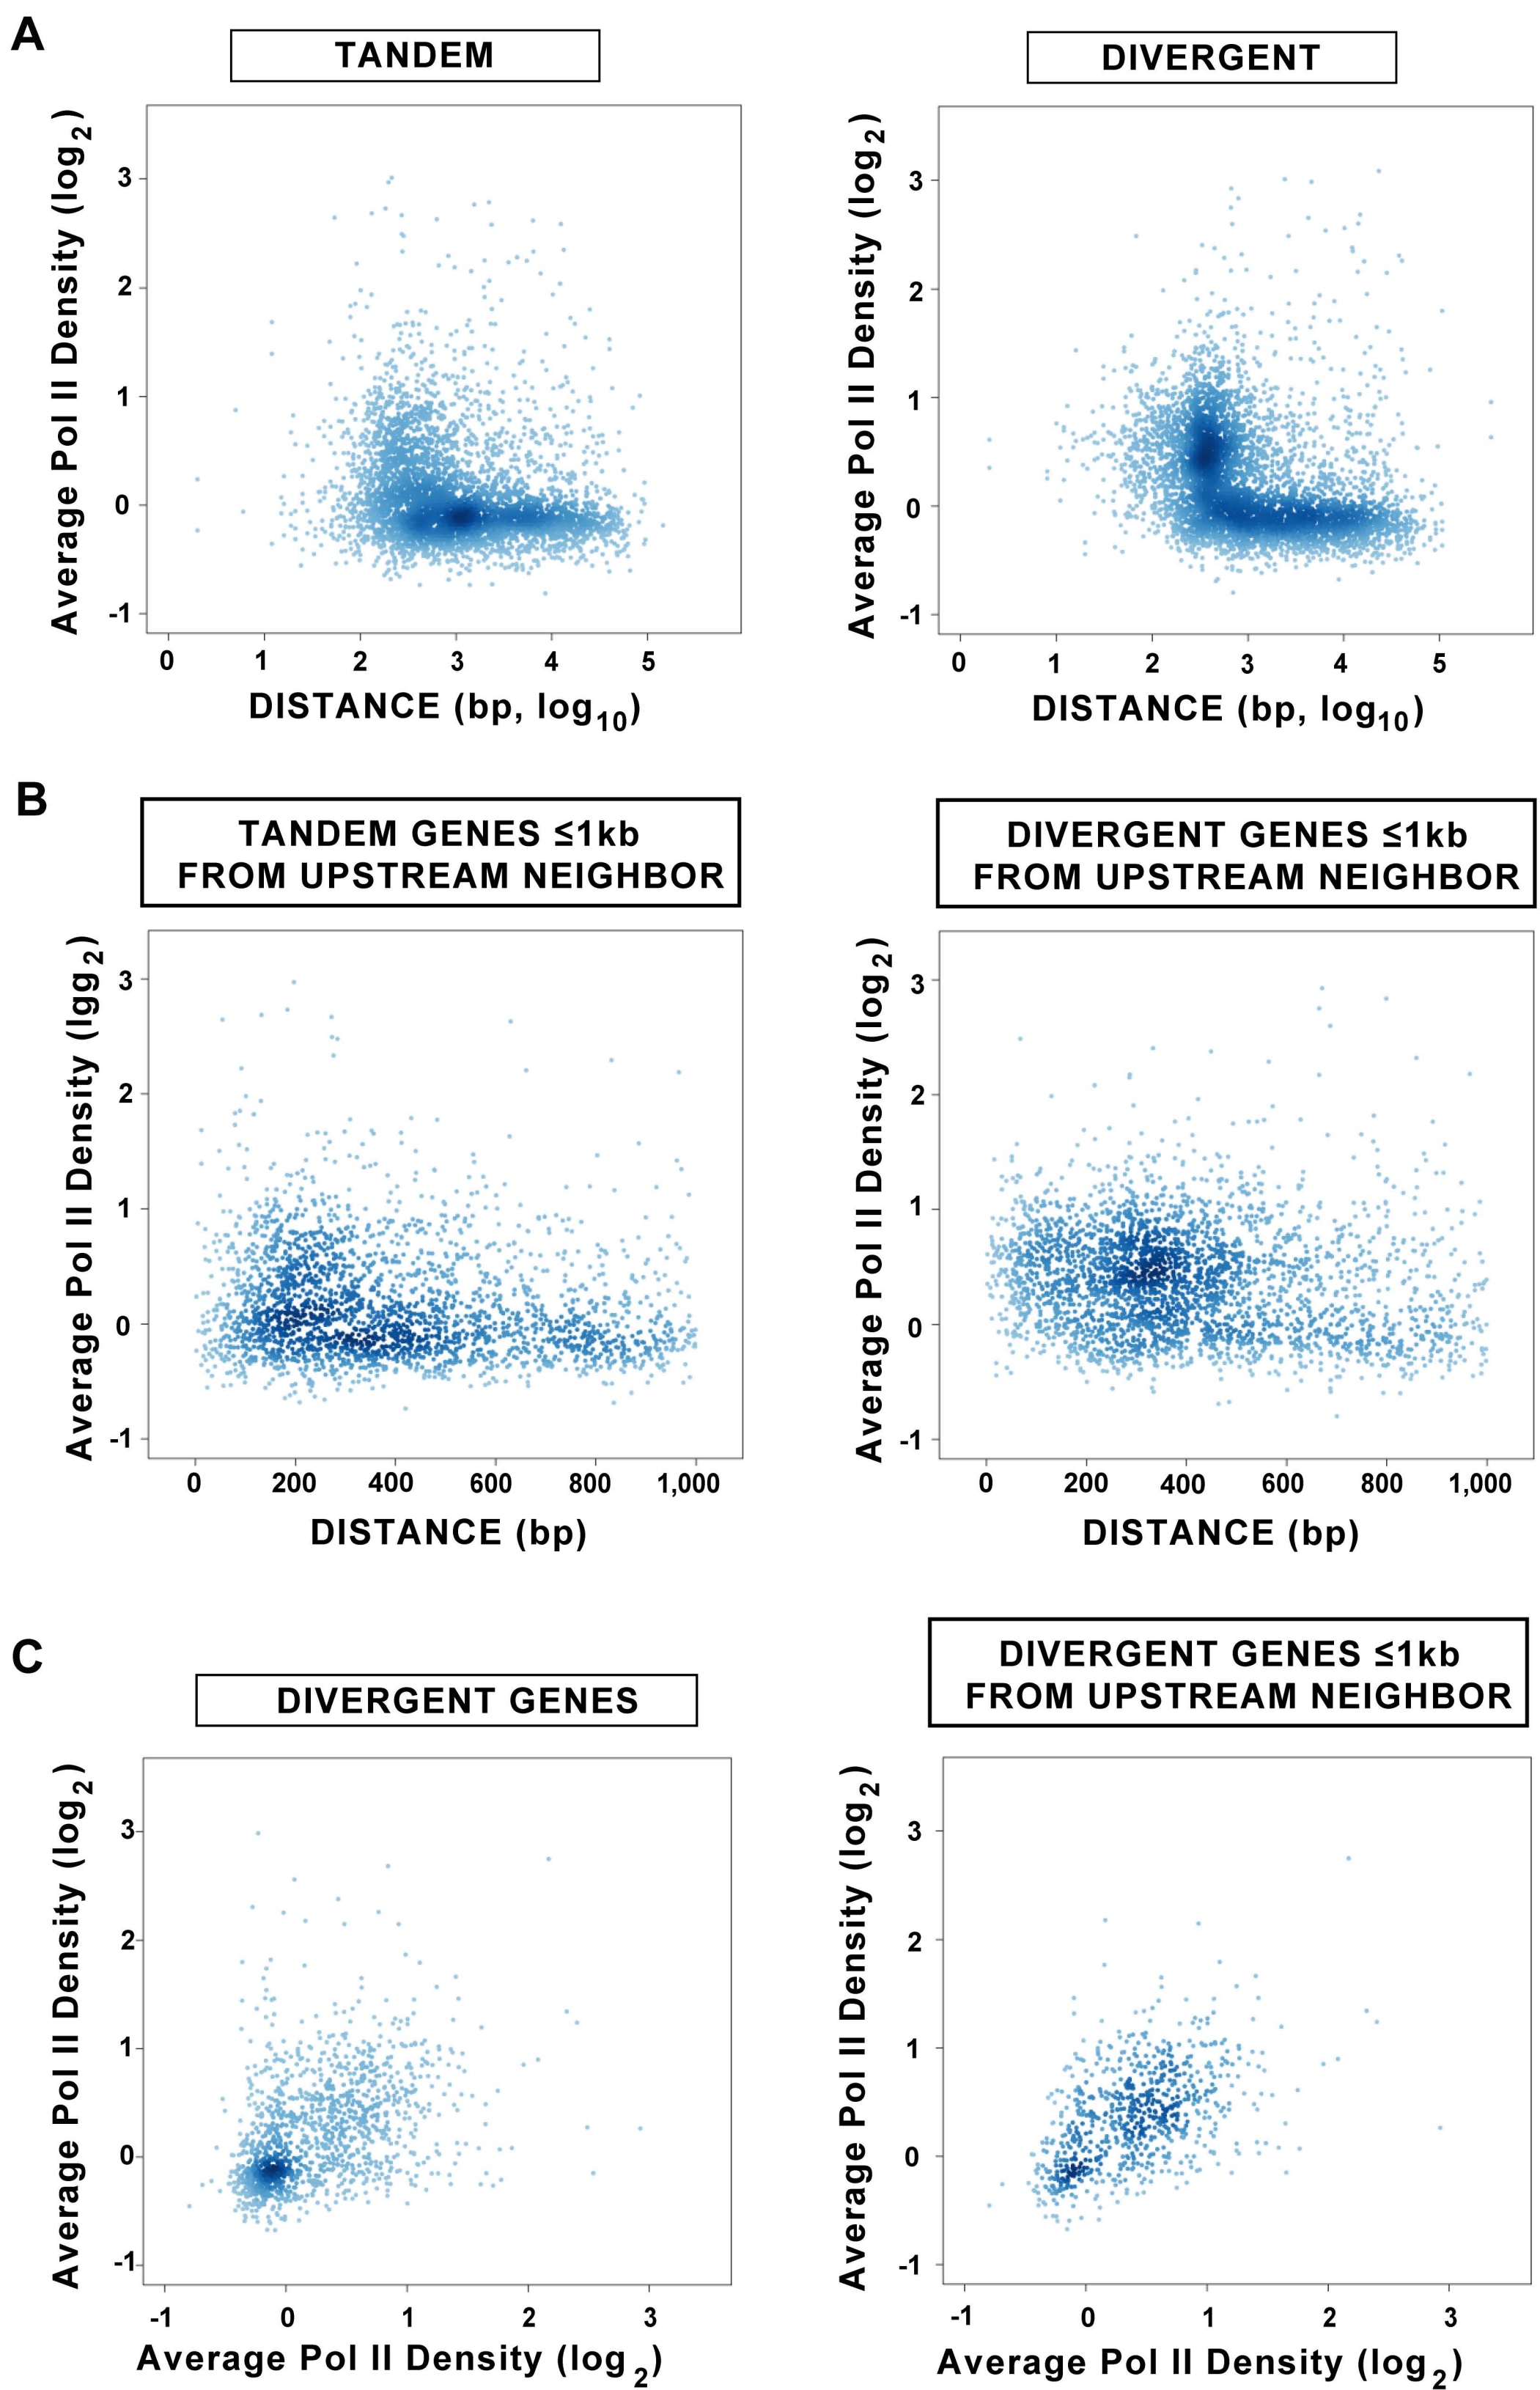 A
TANDEM
DIVERGENT
Average Pol II Density (log2)
3
2
1
0
-1
0 1 2 3 4 5
DISTANCE (bp, log10)
Average Pol II Density (log2)
3
2
1
0
-1
0 1 2 3 4 5
DISTANCE (bp, log10)
B
TANDEM GENES ≤1kb
FROM UPSTREAM NEIGHBOR
DIVERGENT GENES ≤1kb
FROM UPSTREAM NEIGHBOR
Average Pol II Density (lgg2)
3
2
1
0
-1
0 200 400 600 800 1,000
DISTANCE (bp)
Average Pol II Density (log2)
3
2
1
0
-1
0 200 400 600 800 1,000
DISTANCE (bp)
C
DIVERGENT GENES
DIVERGENT GENES ≤1kb
FROM UPSTREAM NEIGHBOR
Average Pol II Density (log2)
3
2
1
0
-1
-1 0 1 2 3
Average Pol II Density (log2)
Average Pol II Density (log2)
3
2
1
0
-1
-1 0 1 2 3
Average Pol II Density (log2)